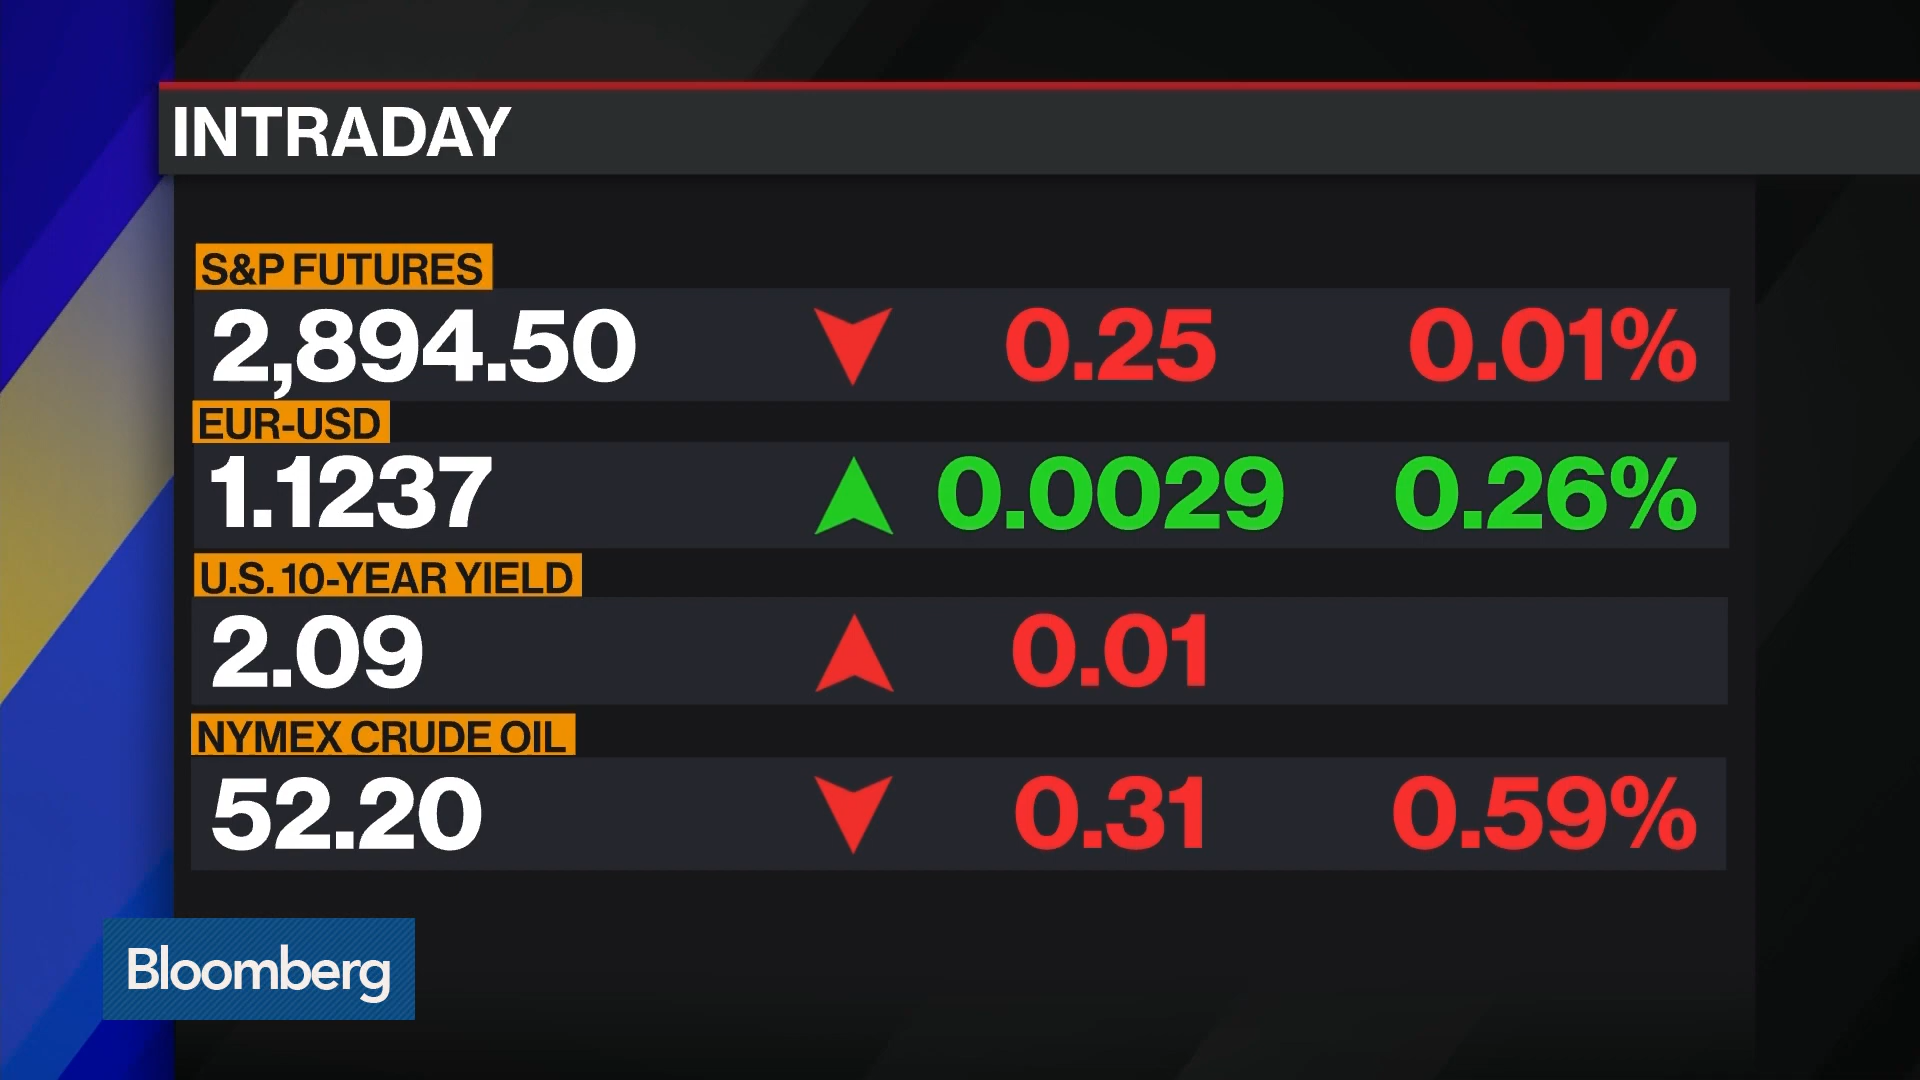 INTRADAY
S&P FUTURES
2,894.50 0.25 0.01%
EUR-USD
1.1237 0.0029 0.26%
U.S. 10-YEAR YIELD
2.09 0.01
NYMEX CRUDE OIL
52.20 0.31 0.59%
Bloomberg